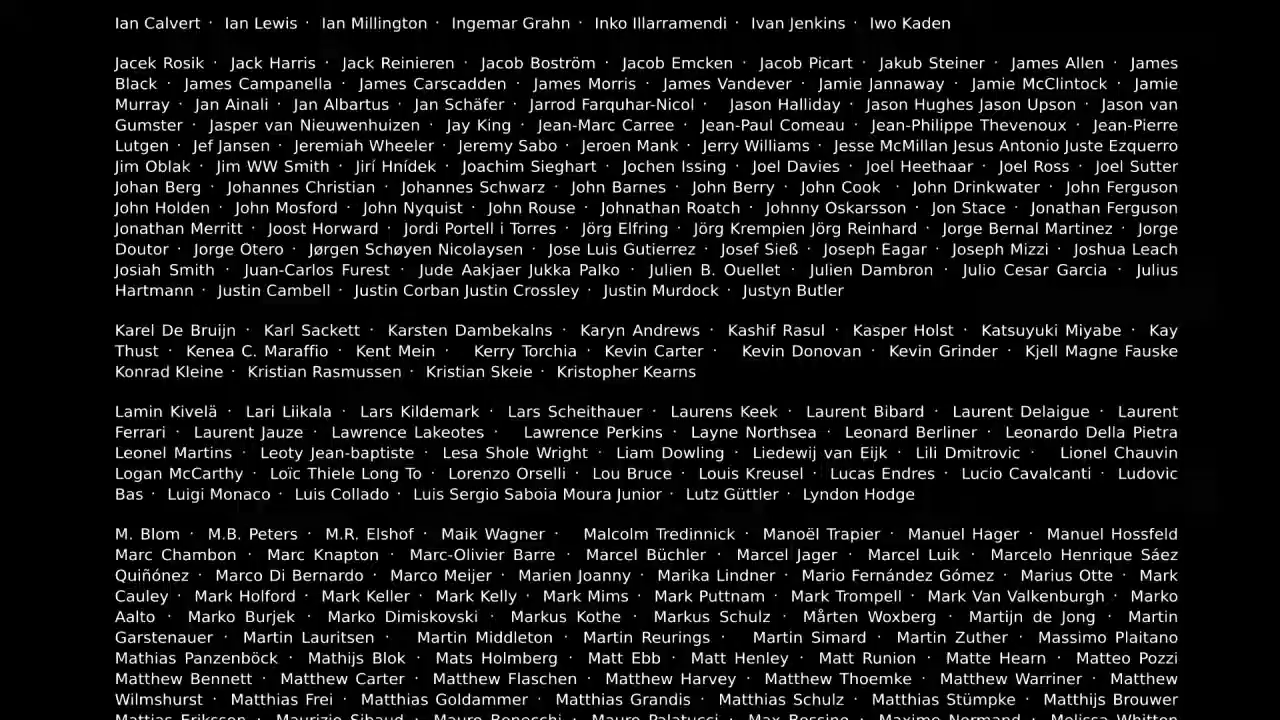 Ian Calvert · Ian Lewis · Ian Millington · Ingemar Grahn · Inko Illarramendi · Ivan Jenkins · Iwo Kaden
Jacek Rosik · Jack Harris · Jack Reinieren · Jacob Boström · Jacob Emcken · Jacob Picart · Jakub Steiner · James Allen · James
Black · James Campanella · James Carscadden · James Morris · James Vandever · Jamie Jannaway · Jamie McClintock · Jamie
Murray · Jan Ainali · Jan Albartus · Jan Schäfer · Jarrod Farquhar-Nicol · Jason Halliday · Jason Hughes Jason Upson · Jason van
Gumster · Jasper van Nieuwenhuizen · Jay King · Jean-Marc Carree · Jean-Paul Comeau · Jean-Philippe Thevenoux · Jean-Pierre
Lutgen · Jef Jansen · Jeremiah Wheeler · Jeremy Sabo · Jeroen Mank · Jerry Williams · Jesse McMillan Jesus Antonio Juste Ezquerro
Jim Oblak · Jim WW Smith · Jirí Hnídek · Joachim Sieghart · Jochen Issing · Joel Davies · Joel Heethaar · Joel Ross · Joel Sutter
Johan Berg · Johannes Christian · Johannes Schwarz · John Barnes · John Berry · John Cook · John Drinkwater · John Ferguson
John Holden · John Mosford · John Nyquist · John Rouse · Johnathan Roatch · Johnny Oskarsson · Jon Stace · Jonathan Ferguson
Jonathan Merritt · Joost Horward · Jordi Portell i Torres · Jörg Elfring · Jörg Krempien Jörg Reinhard · Jorge Bernal Martinez · Jorge
Doutor · Jorge Otero · Jørgen Schøyen Nicolaysen · Jose Luis Gutierrez · Josef Sieß · Joseph Eagar · Joseph Mizzi · Joshua Leach
Josiah Smith · Juan-Carlos Furest · Jude Aakjaer Jukka Palko · Julien B. Ouellet · Julien Dambron · Julio Cesar Garcia · Julius
Hartmann · Justin Cambell · Justin Corban Justin Crossley · Justin Murdock · Justyn Butler
Karel De Bruijn · Karl Sackett · Karsten Dambekalns · Karyn Andrews · Kashif Rasul · Kasper Holst · Katsuyuki Miyabe · Kay
Thust · Kenea C. Maraffio · Kent Mein · Kerry Torchia · Kevin Carter · Kevin Donovan · Kevin Grinder · Kjell Magne Fauske
Konrad Kleine · Kristian Rasmussen · Kristian Skeie · Kristopher Kearns
Lamin Kivelä · Lari Liikala · Lars Kildemark · Lars Scheithauer · Laurens Keek · Laurent Bibard · Laurent Delaigue · Laurent
Ferrari · Laurent Jauze · Lawrence Lakeotes · Lawrence Perkins · Layne Northsea · Leonard Berliner · Leonardo Della Pietra
Leonel Martins · Leoty Jean-baptiste · Lesa Shole Wright · Liam Dowling · Liedewij van Eijk · Lili Dmitrovic · Lionel Chauvin
Logan McCarthy · Loïc Thiele Long To · Lorenzo Orselli · Lou Bruce · Louis Kreusel · Lucas Endres · Lucio Cavalcanti · Ludovic
Bas · Luigi Monaco · Luis Collado · Luis Sergio Saboia Moura Junior · Lutz Güttler · Lyndon Hodge
M. Blom · M.B. Peters · M.R. Elshof · Maik Wagner · Malcolm Tredinnick · Manoël Trapier · Manuel Hager · Manuel Hossfeld
Marc Chambon · Marc Knapton · Marc-Olivier Barre · Marcel Büchler · Marcel Jager · Marcel Luik · Marcelo Henrique Sáez
Quiñónez · Marco Di Bernardo · Marco Meijer · Marien Joanny · Marika Lindner · Mario Fernández Gómez · Marius Otte · Mark
Cauley · Mark Holford · Mark Keller · Mark Kelly · Mark Mims · Mark Puttnam · Mark Trompell · Mark Van Valkenburgh · Marko
Aalto · Marko Burjek · Marko Dimiskovski · Markus Kothe · Markus Schulz · Mårten Woxberg · Martijn de Jong · Martin
Garstenauer · Martin Lauritsen · Martin Middleton · Martin Reurings · Martin Simard · Martin Zuther · Massimo Plaitano
Mathias Panzenböck · Mathijs Blok · Mats Holmberg · Matt Ebb · Matt Henley · Matt Runion · Matte Hearn · Matteo Pozzi
Matthew Bennett · Matthew Carter · Matthew Flaschen · Matthew Harvey · Matthew Thoemke · Matthew Warriner · Matthew
Wilmshurst · Matthias Frei · Matthias Goldammer · Matthias Grandis · Matthias Schulz · Matthias Stümpke · Matthijs Brouwer